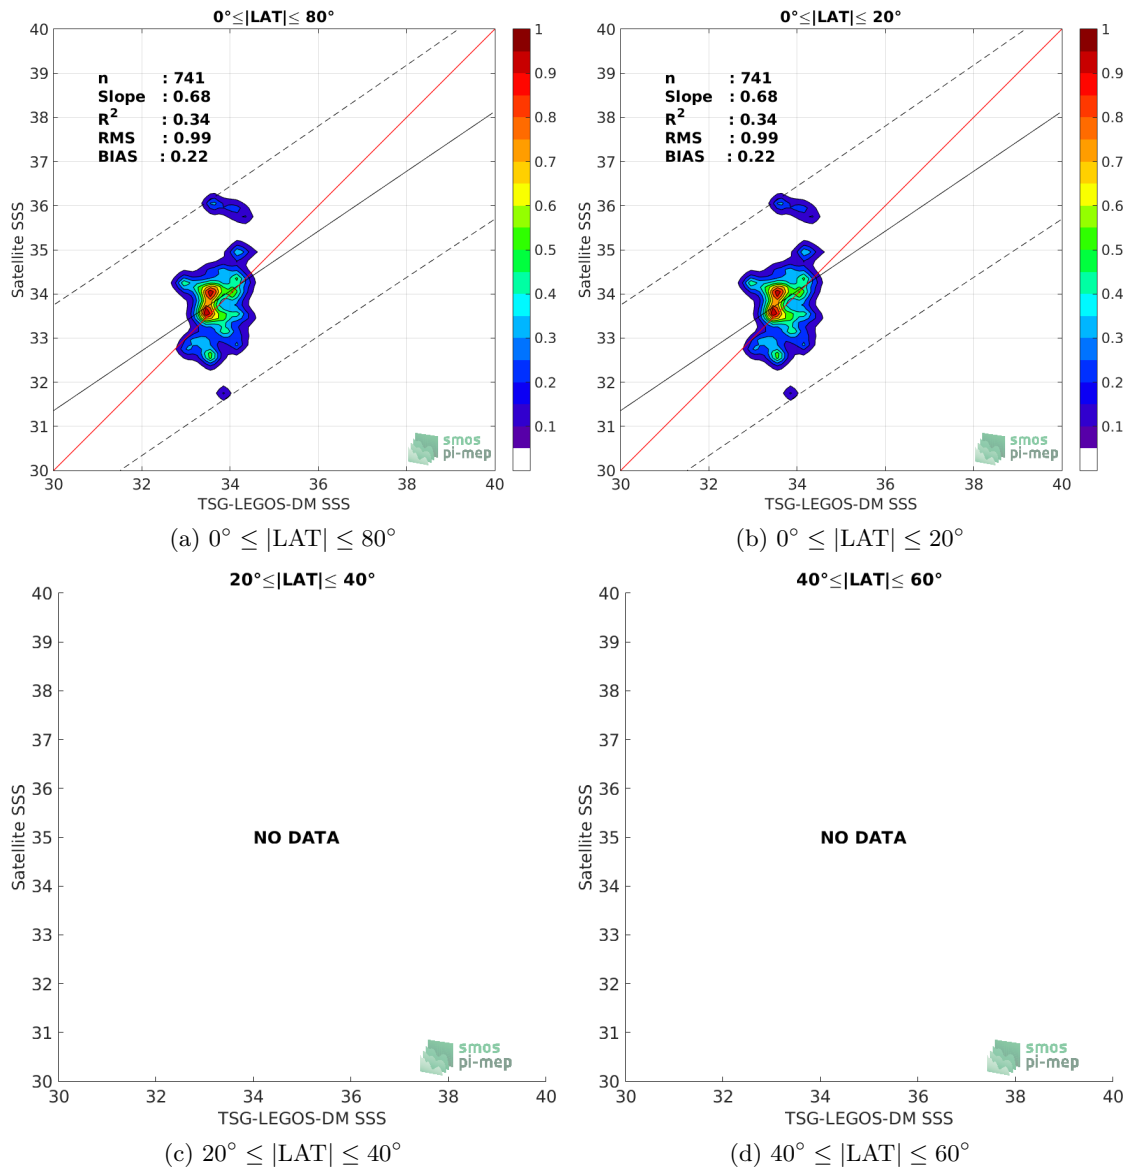 0°≤|LAT|≤ 80°
40
39
38
37
36
35
34
33
32
31
30
Satellite SSS
n : 741
Slope : 0.68
R2 : 0.34
RMS : 0.99
BIAS : 0.22
1
0.9
0.8
0.7
0.6
0.5
0.4
0.3
0.2
0.1
smos
pi-mep
30 32 34 36 38 40
TSG-LEGOS-DM SSS
(a) 0° ≤ |LAT| ≤ 80°
0°≤|LAT|≤ 20°
40
39
38
37
36
35
34
33
32
31
30
Satellite SSS
n : 741
Slope : 0.68
R2 : 0.34
RMS : 0.99
BIAS : 0.22
1
0.9
0.8
0.7
0.6
0.5
0.4
0.3
0.2
0.1
smos
pi-mep
30 32 34 36 38 40
TSG-LEGOS-DM SSS
(b) 0° ≤ |LAT| ≤ 20°
20°≤|LAT|≤ 40°
40
39
38
37
36
35
34
33
32
31
30
Satellite SSS
NO DATA
smos
pi-mep
30 32 34 36 38 40
TSG-LEGOS-DM SSS
(c) 20° ≤ |LAT| ≤ 40°
40°≤|LAT|≤ 60°
40
39
38
37
36
35
34
33
32
31
30
Satellite SSS
NO DATA
smos
pi-mep
30 32 34 36 38 40
TSG-LEGOS-DM SSS
(d) 40° ≤ |LAT| ≤ 60°